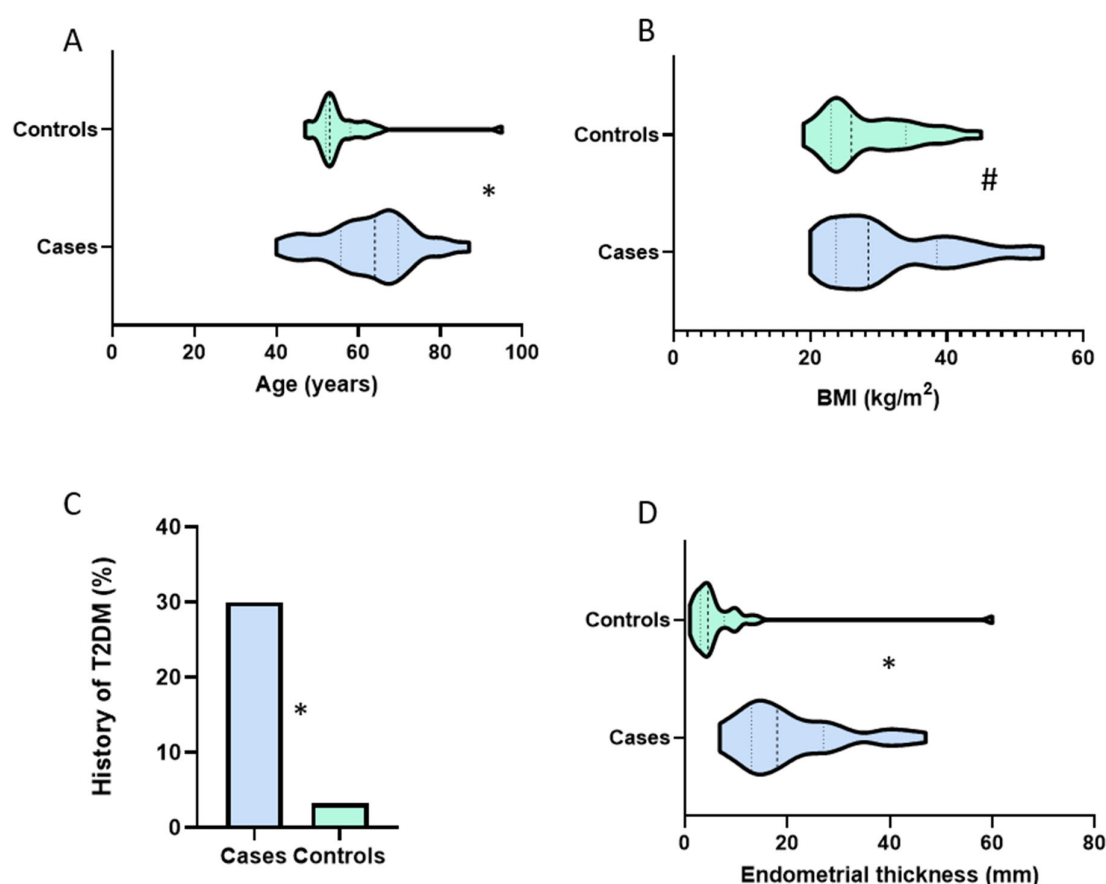 A
Controls
*
Cases
0 20 40 60 80 100
Age (years)
B
Controls
#
Cases
0 20 40 60
BMI (kg/m²)
C
40
30
20
10
0
History of T2DM (%)
*
Cases Controls
D
Controls
*
Cases
0 20 40 60 80
Endometrial thickness (mm)